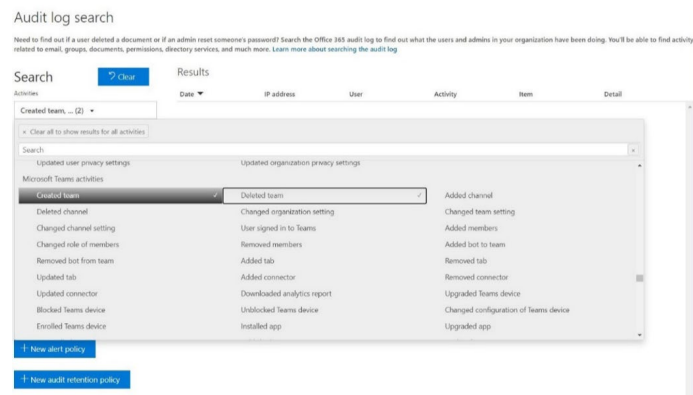 Audit log search
Need to find out if a user deleted a document or if an admin reset someone's password? Search the Office 365 audit log to find out what the users and admins in your organization have been doing. You'll be able to find activity
related to email, groups, documents, permissions, directory services, and much more. Learn more about searching the audit log
Search
Clear
Results
Activities
Date IP address User Activity Item Detail
Created team, ... (2)
× Clear all to show results for all activities
Search
×
Updated user privacy settings Updated organization privacy settings
Microsoft Teams activities
Created team Deleted team Added channel
Deleted channel Changed organization setting Changed team setting
Changed channel setting User signed in to Teams Added members
Changed role of members Removed members Added bot to team
Removed bot from team Added tab Removed tab
Updated tab Added connector Removed connector
Updated connector Downloaded analytics report Upgraded Teams device
Blocked Teams device Unblocked Teams device Changed configuration of Teams device
Enrolled Teams device Installed app Upgraded app
+ New alert policy
+ New audit retention policy